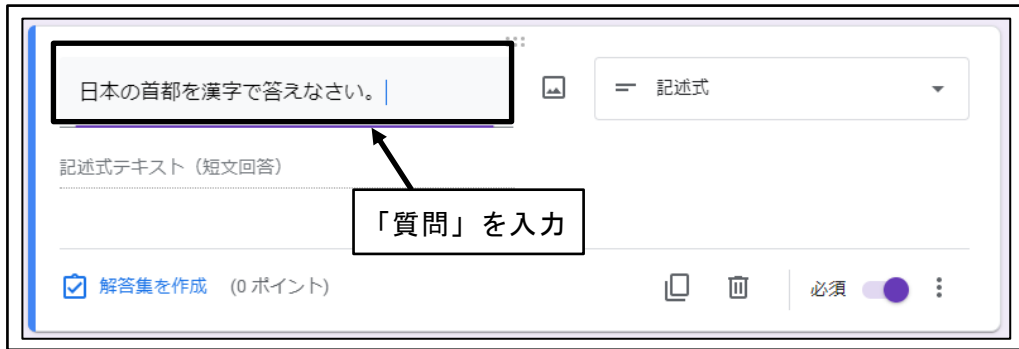 日本の首都を漢字で答えなさい。
記述式
記述式テキスト（短文回答）
「質問」を入力
解答集を作成 (0 ポイント)
必須